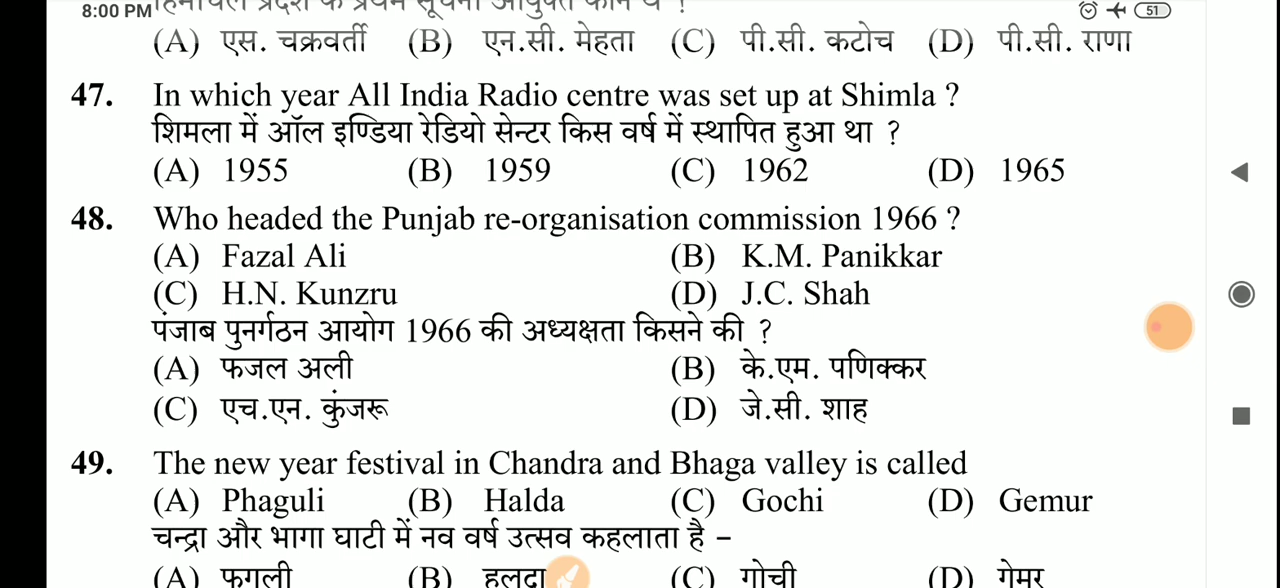 8:00 PM
51
(A) एस. चक्रवर्ती (B) एन.सी. मेहता (C) पी.सी. कटोच (D) पी.सी. राणा
47. In which year All India Radio centre was set up at Shimla ?
शिमला में ऑल इण्डिया रेडियो सेन्टर किस वर्ष में स्थापित हुआ था ?
(A) 1955 (B) 1959 (C) 1962 (D) 1965
48. Who headed the Punjab re-organisation commission 1966 ?
(A) Fazal Ali (B) K.M. Panikkar
(C) H.N. Kunzru (D) J.C. Shah
पंजाब पुनर्गठन आयोग 1966 की अध्यक्षता किसने की ?
(A) फजल अली (B) के.एम. पणिक्कर
(C) एच.एन. कुंजरू (D) जे.सी. शाह
49. The new year festival in Chandra and Bhaga valley is called
(A) Phaguli (B) Halda (C) Gochi (D) Gemur
चन्द्रा और भागा घाटी में नव वर्ष उत्सव कहलाता है –
(A) फगुली (B) हलदा (C) गोची (D) गेमुर